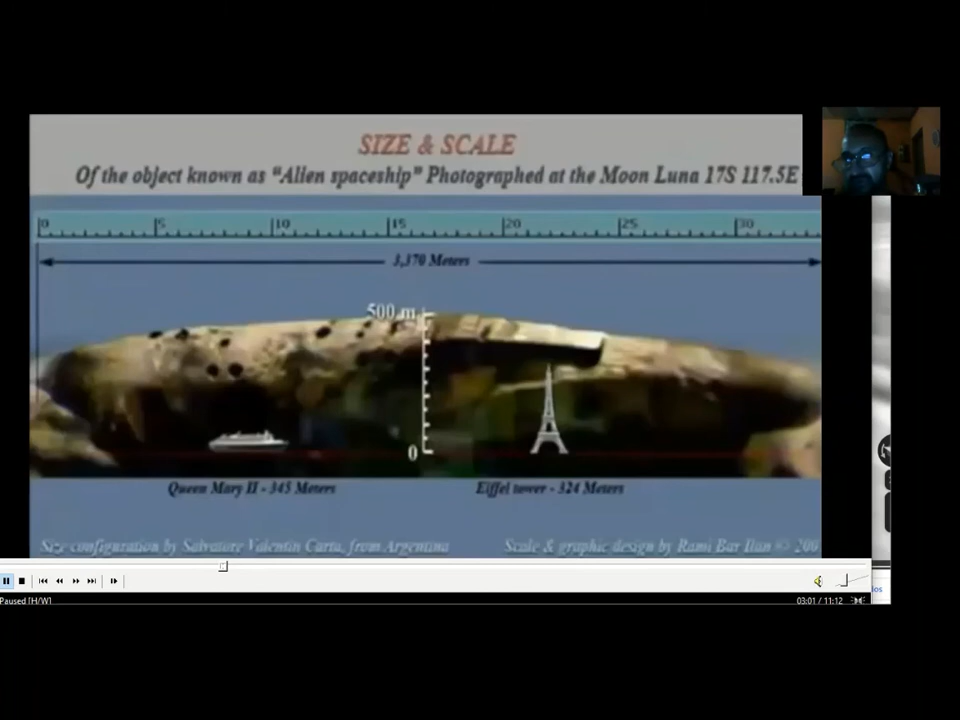 SIZE & SCALE
Of the object known as "Alien spaceship" Photographed at the Moon Luna 17S 117.5E
0 5 10 15 20 25 30
3,370 Meters
500 m
0
Queen Mary II - 345 Meters
Eiffel tower - 324 Meters
Size configuration by Salvatore Valentin Carta, from Argentina
Scale & graphic design by Rami Bar Ilan © 200
Paused [H/W]
03:01 / 11:12